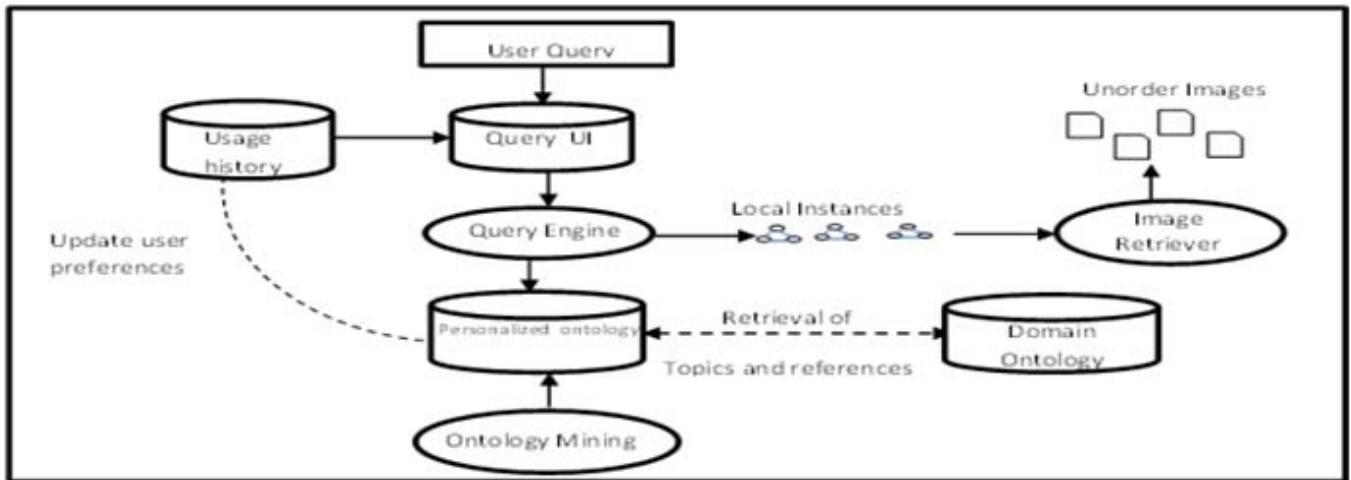 User Query
Unorder Images
Usage
history
Query UI
Local Instances
Image
Retriever
Query Engine
Update user
preferences
Personalized ontology
Retrieval of
Topics and references
Domain
Ontology
Ontology Mining